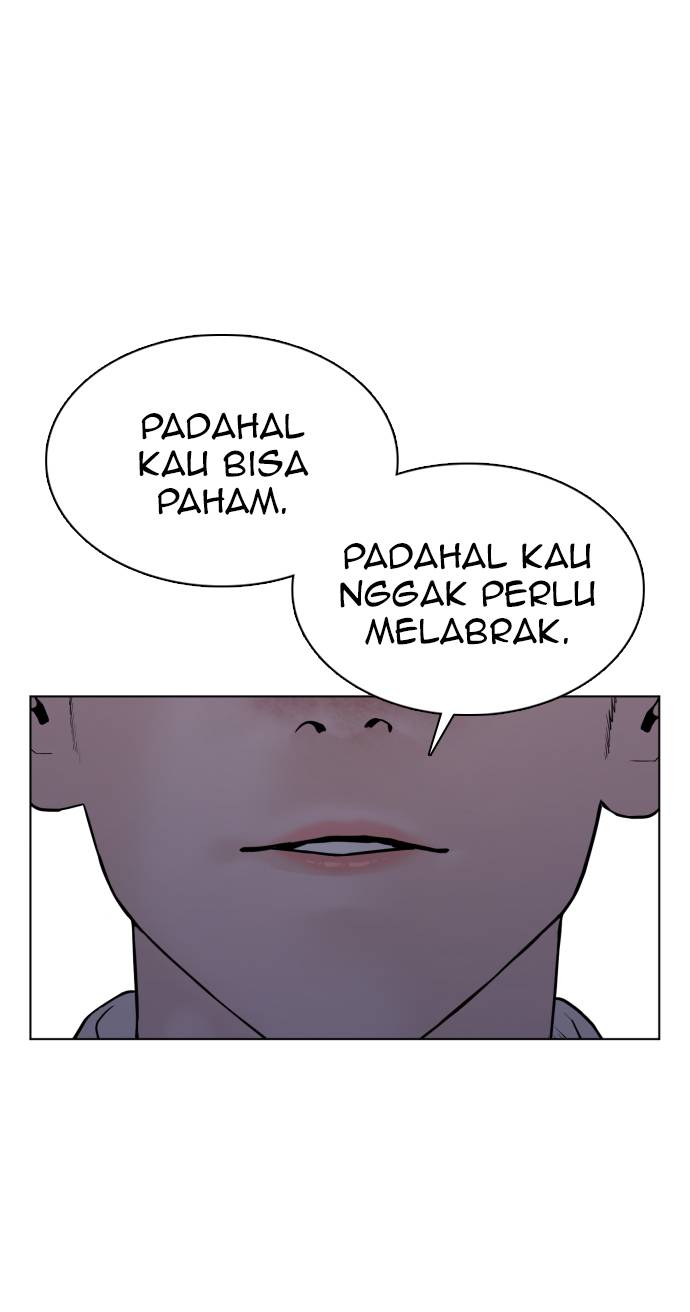 PADAHAL
KAU BISA
PAHAM.
PADAHAL KAU
NGGAK PERLU
MELABRAK.